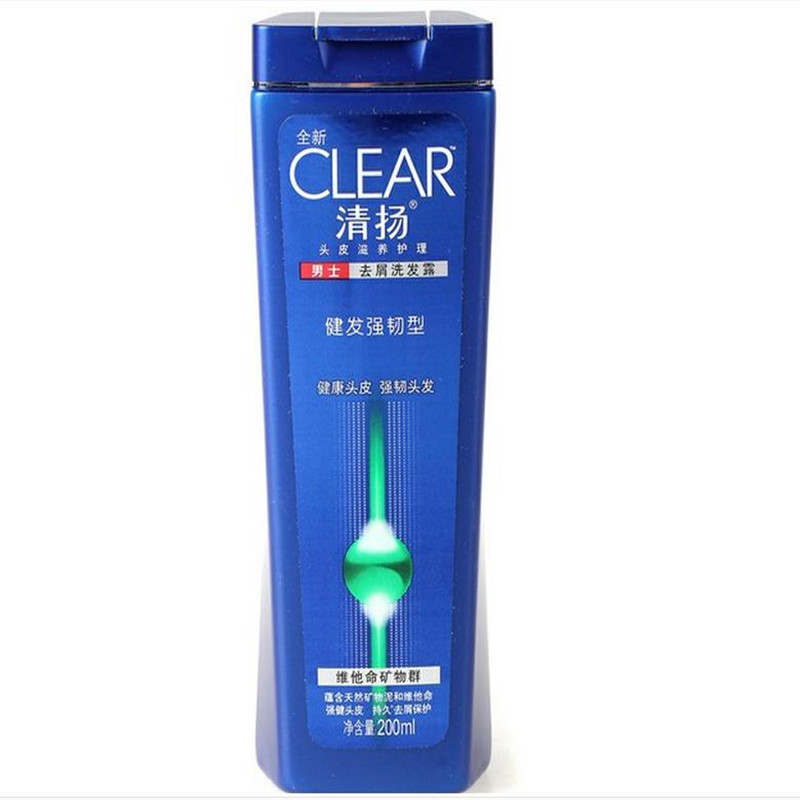 全新
CLEAR™
清扬®
头皮滋养护理
男士 去屑洗发露
健发强韧型
健康头皮 强韧头发
维他命矿物群
蕴含天然矿物泥和维他命
强健头皮 持久*去屑保护
净含量200ml